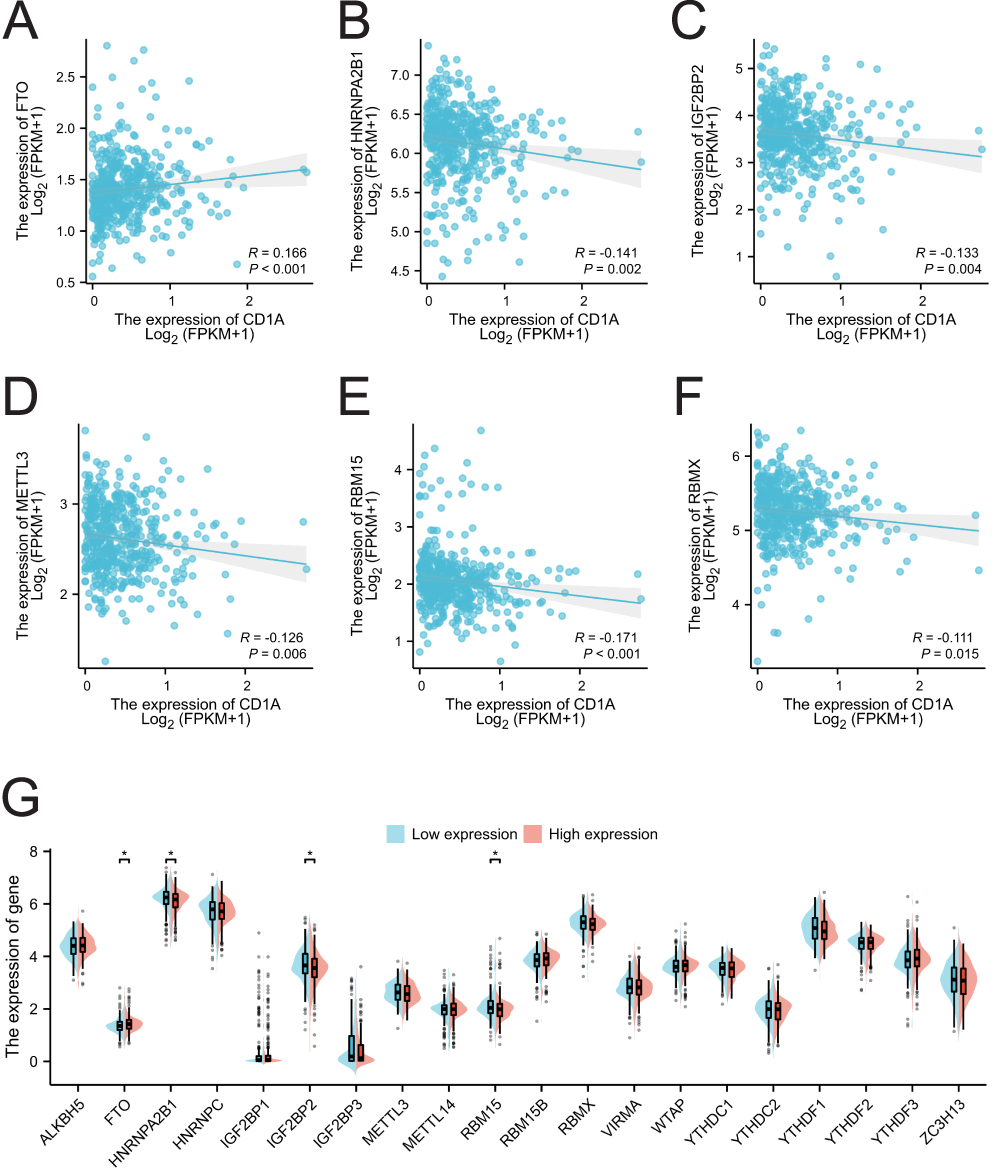 A
The expression of FTO
Log2 (FPKM+1)
2.5
2.0
1.5
1.0
0.5
R = 0.166
P < 0.001
0 1 2
The expression of CD1A
Log2 (FPKM+1)
B
The expression of HNRNPA2B1
Log2 (FPKM+1)
7.0
6.5
6.0
5.5
5.0
4.5
R = -0.141
P = 0.002
0 1 2
The expression of CD1A
Log2 (FPKM+1)
C
The expression of IGF2BP2
Log2 (FPKM+1)
5
4
3
2
1
R = -0.133
P = 0.004
0 1 2
The expression of CD1A
Log2 (FPKM+1)
D
The expression of METTL3
Log2 (FPKM+1)
3
2
R = -0.126
P = 0.006
0 1 2
The expression of CD1A
Log2 (FPKM+1)
E
The expression of RBM15
Log2 (FPKM+1)
4
3
2
1
R = -0.171
P < 0.001
0 1 2
The expression of CD1A
Log2 (FPKM+1)
F
The expression of RBMX
Log2 (FPKM+1)
6
5
4
R = -0.111
P = 0.015
0 1 2
The expression of CD1A
Log2 (FPKM+1)
G
Low expression High expression
The expression of gene
8
6
4
2
0
* * * *
ALKBH5
FTO
HNRNPA2B1
HNRNPC
IGF2BP1
IGF2BP2
IGF2BP3
METTL3
METTL14
RBM15
RBM15B
RBMX
VIRMA
WTAP
YTHDC1
YTHDC2
YTHDF1
YTHDF2
YTHDF3
ZC3H13